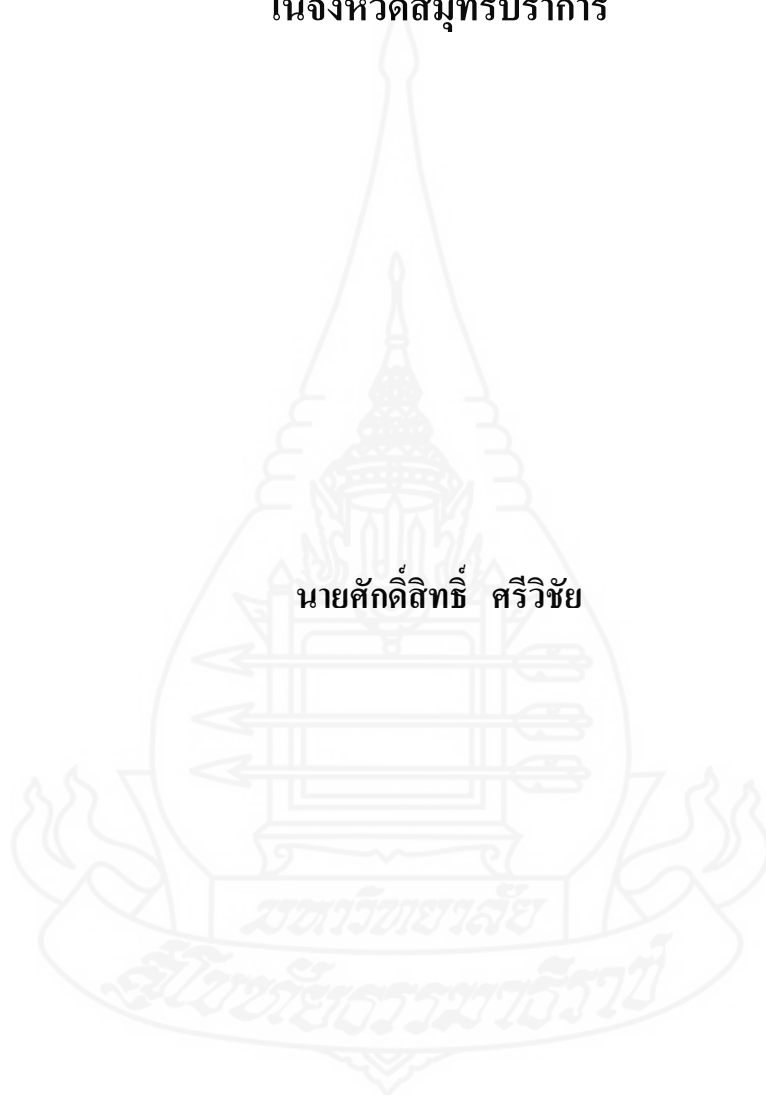 ในจังหวัดสมุทรปราการ
นายศักดิ์สิทธิ์ ศรีวิชัย
มหาวิทยาลัย
สุโขทัยธรรมาธิราช